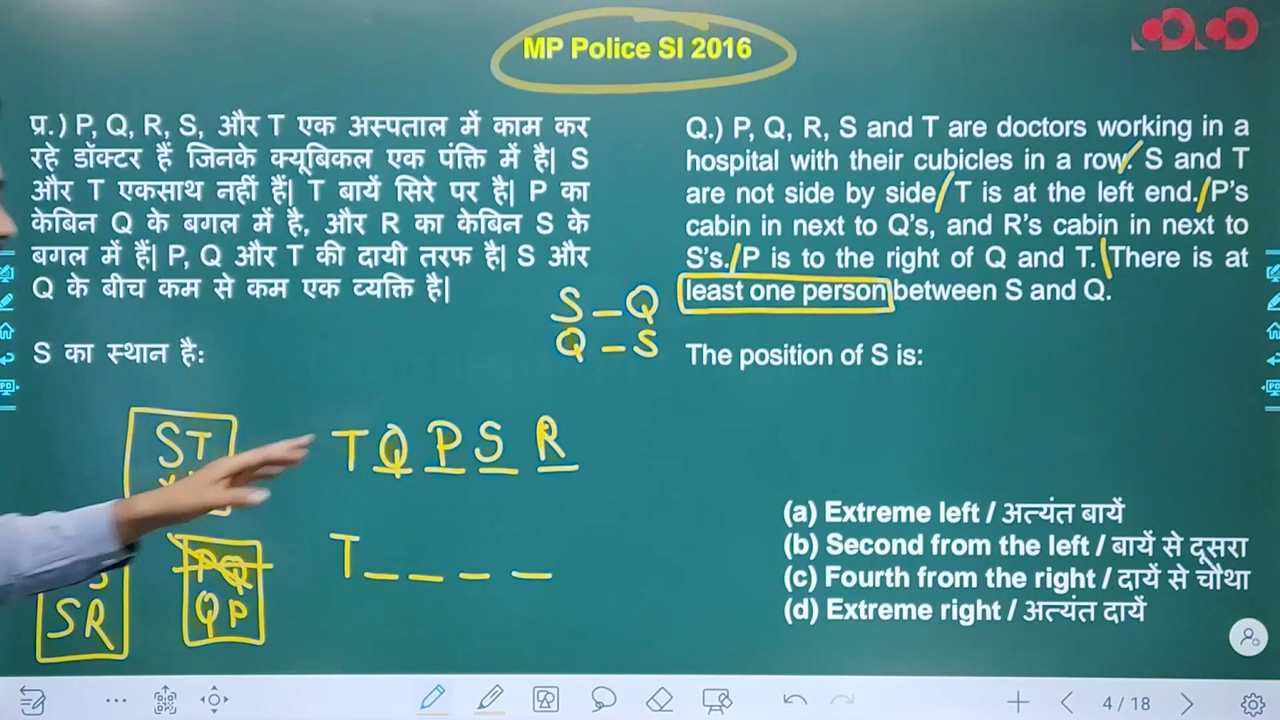 MP Police SI 2016
प्र.) P, Q, R, S, और T एक अस्पताल में काम कर
रहे डॉक्टर हैं जिनके क्यूबिकल एक पंक्ति में है| S
और T एकसाथ नहीं हैं| T बायें सिरे पर है| P का
केबिन Q के बगल में है, और R का केबिन S के
बगल में हैं| P, Q और T की दायी तरफ है| S और
Q के बीच कम से कम एक व्यक्ति है|
S का स्थान है:
Q.) P, Q, R, S and T are doctors working in a
hospital with their cubicles in a row. S and T
are not side by side. T is at the left end. P's
cabin in next to Q's, and R's cabin in next to
S's. P is to the right of Q and T. There is at
least one person between S and Q.
The position of S is:
S – Q
Q – S
ST
T Q P S R
PQ
QP
SR
T _ _ _ _
(a) Extreme left / अत्यंत बायें
(b) Second from the left / बायें से दूसरा
(c) Fourth from the right / दायें से चौथा
(d) Extreme right / अत्यंत दायें
4 / 18